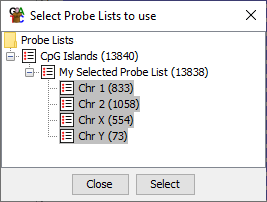 Select Probe Lists to use
Probe Lists
CpG Islands (13840)
My Selected Probe List (13838)
Chr 1 (833)
Chr 2 (1058)
Chr X (554)
Chr Y (73)
Close Select